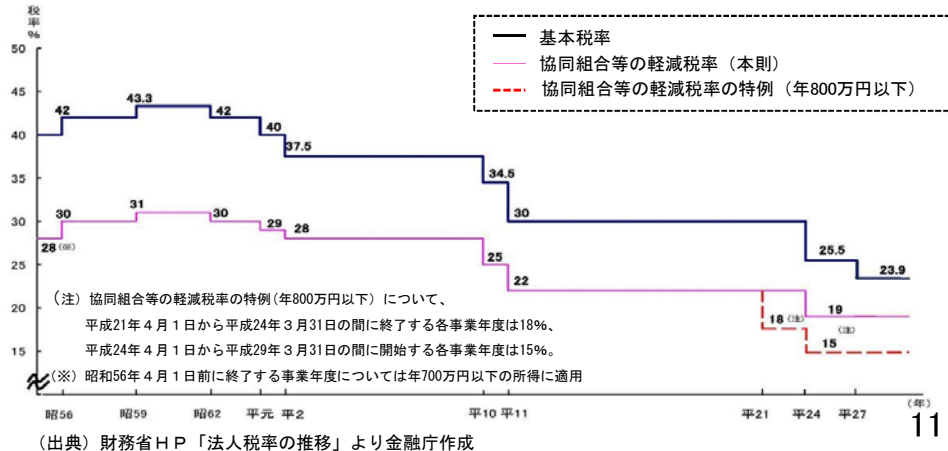 税率%
基本税率
協同組合等の軽減税率（本則）
協同組合等の軽減税率の特例（年800万円以下）
50
40
35
30
25
20
15
42
43.3
42
40
37.5
34.5
30
25.5
23.9
28（※）
30
31
30
29
28
25
22
19
18（注）
15
（注）
（注）協同組合等の軽減税率の特例（年800万円以下）について、
平成21年４月１日から平成24年３月31日の間に終了する各事業年度は18%、
平成24年４月１日から平成29年３月31日の間に開始する各事業年度は15%。
（※）昭和56年４月１日前に終了する事業年度については年700万円以下の所得に適用
昭56 昭59 昭62 平元 平2 平10 平11 平21 平24 平27
（年）
（出典）財務省ＨＰ「法人税率の推移」より金融庁作成
11